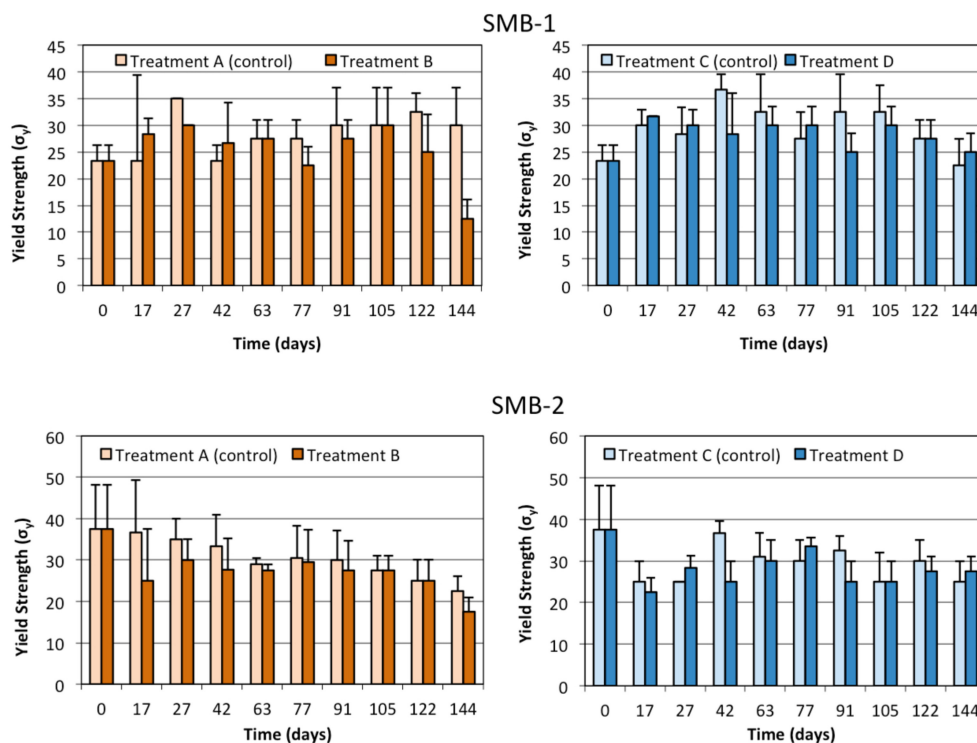 SMB-1
45
40
35
30
25
20
15
10
5
0
Yield Strength (σy)
Treatment A (control) Treatment B
0 17 27 42 63 77 91 105 122 144
Time (days)
45
40
35
30
25
20
15
10
5
0
Yield Strength (σy)
Treatment C (control) Treatment D
0 17 27 42 63 77 91 105 122 144
Time (days)
SMB-2
60
50
40
30
20
10
0
Yield Strength (σy)
Treatment A (control) Treatment B
0 17 27 42 63 77 91 105 122 144
Time (days)
60
50
40
30
20
10
0
Yield Strength (σy)
Treatment C (control) Treatment D
0 17 27 42 63 77 91 105 122 144
Time (days)